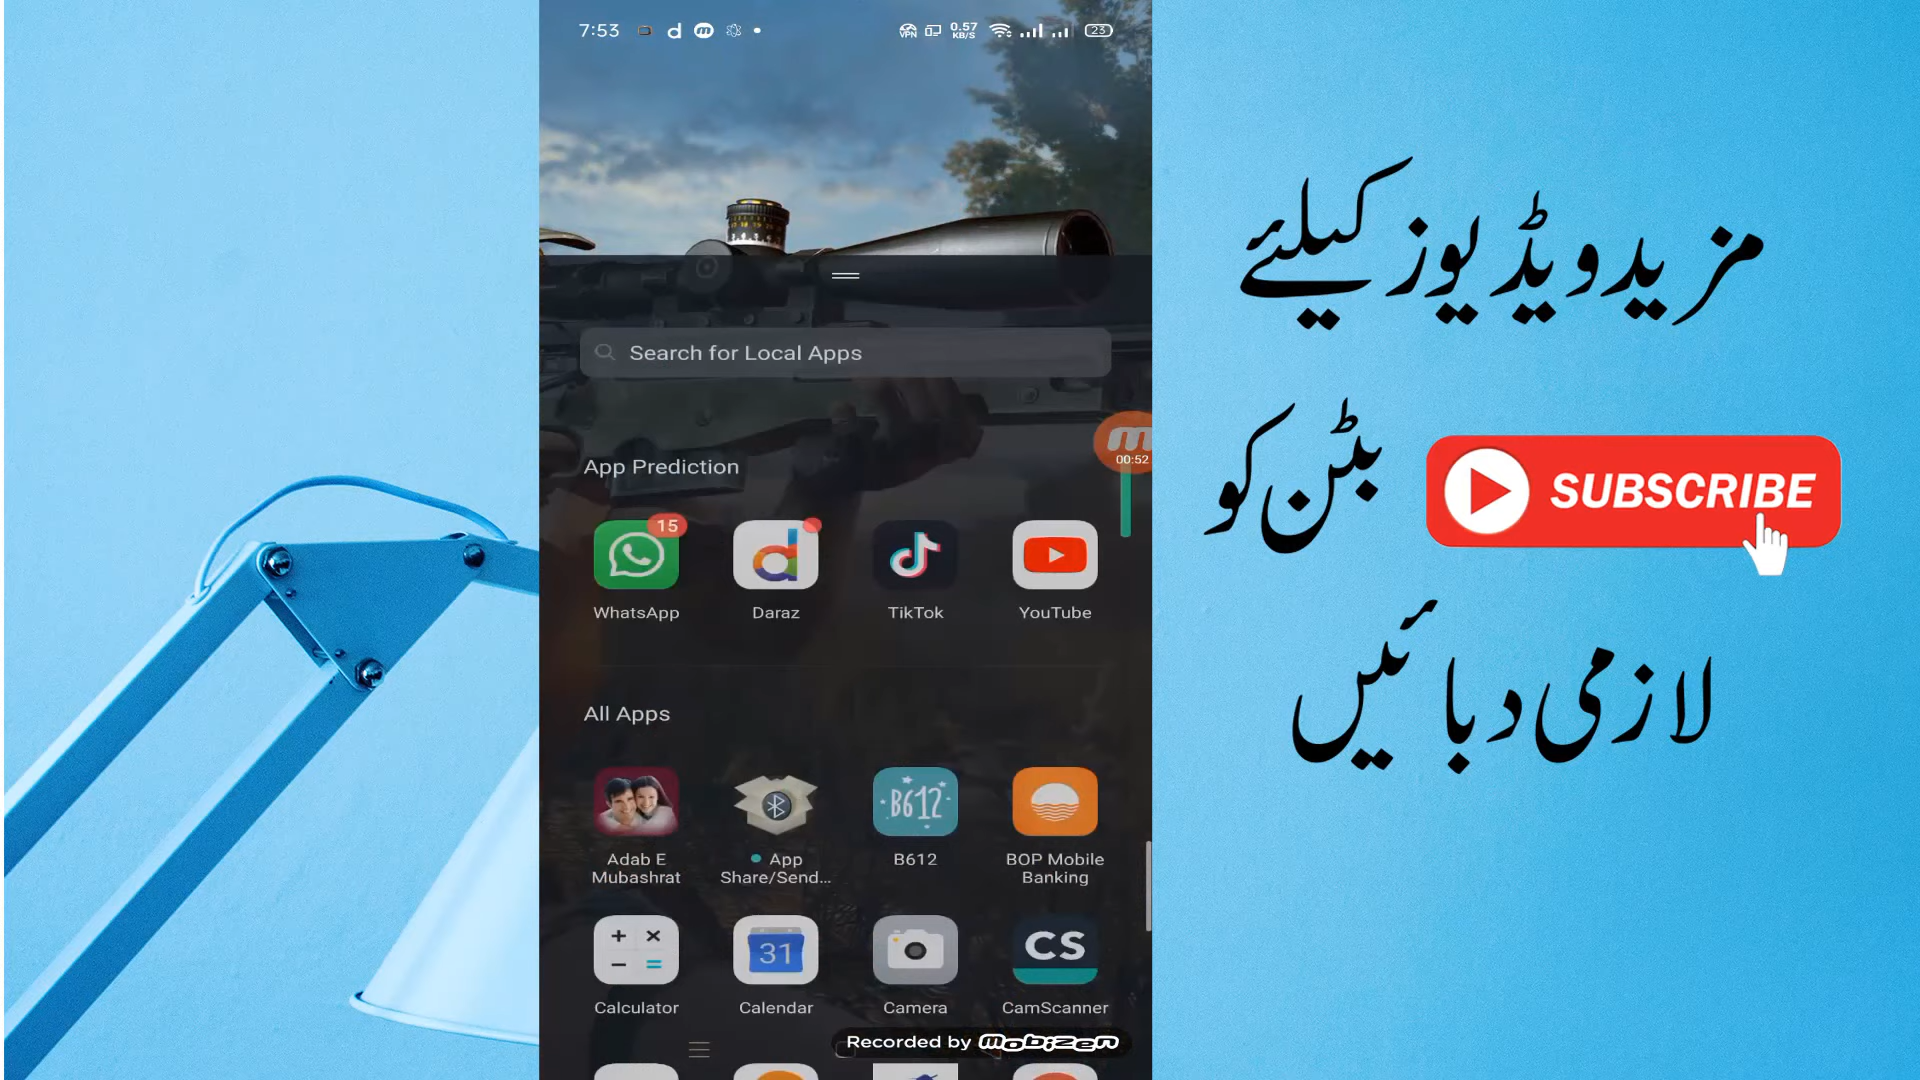 7:53 d m VPN 0.57 KB/S 23
Search for Local Apps
m
00:52
App Prediction
15
WhatsApp Daraz TikTok YouTube
All Apps
B612
Adab E Mubashrat
App Share/Send...
B612
BOP Mobile Banking
31
CS
Calculator Calendar Camera CamScanner
Recorded by mobizen
مزید ویڈیوز کیلئے
SUBSCRIBE بٹن کو
لازمی دبائیں